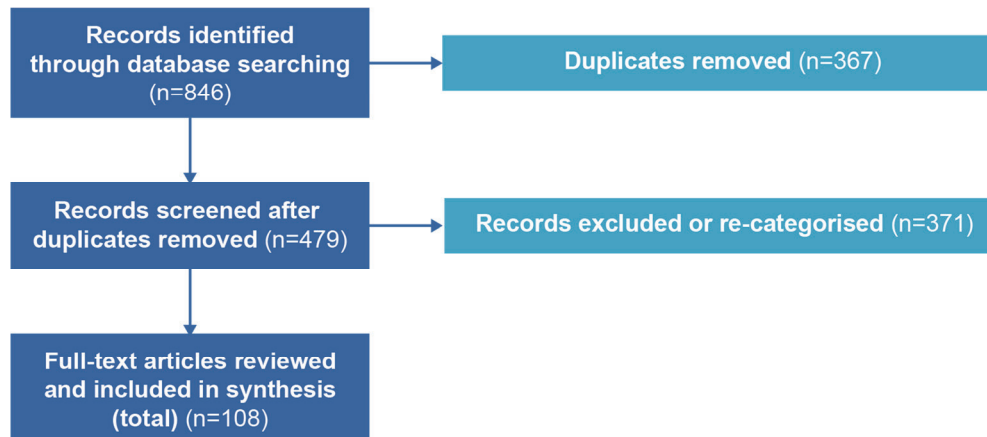 Records identified
through database searching
(n=846)
Duplicates removed (n=367)
Records screened after
duplicates removed (n=479)
Records excluded or re-categorised (n=371)
Full-text articles reviewed
and included in synthesis
(total) (n=108)